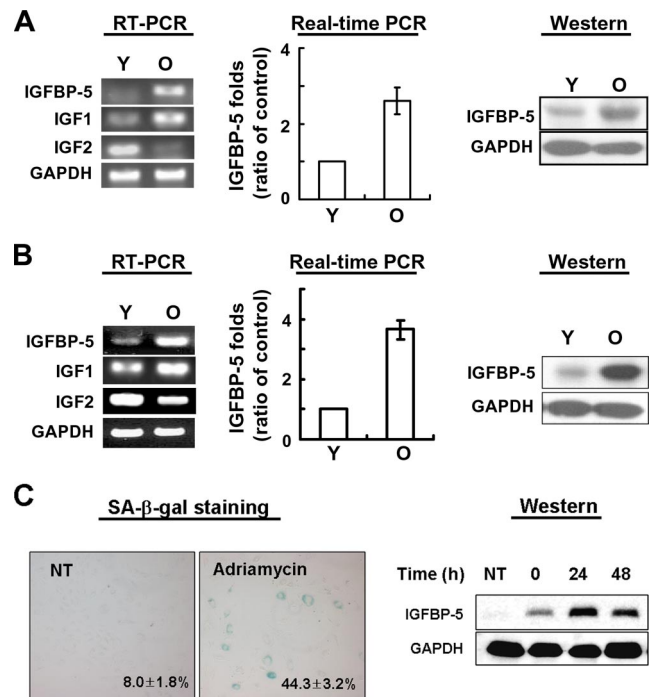 A
RT-PCR
Real-time PCR
Western
Y O
IGFBP-5
IGF1
IGF2
GAPDH
IGFBP-5 folds
(ratio of control)
4
2
0
Y O
Y O
IGFBP-5
GAPDH
B
RT-PCR
Real-time PCR
Western
Y O
IGFBP-5
IGF1
IGF2
GAPDH
IGFBP-5 folds
(ratio of control)
4
2
0
Y O
Y O
IGFBP-5
GAPDH
C
SA-β-gal staining
Western
NT
8.0±1.8%
Adriamycin
44.3±3.2%
Time (h) NT 0 24 48
IGFBP-5
GAPDH